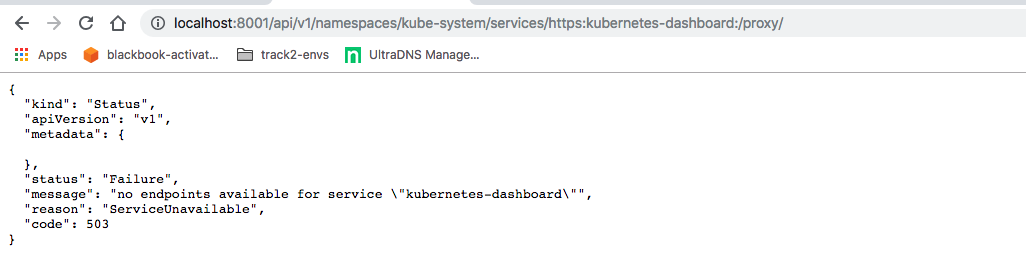 localhost:8001/api/v1/namespaces/kube-system/services/https:kubernetes-dashboard:/proxy/
Apps blackbook-activat... track2-envs UltraDNS Manage...
{
  "kind": "Status",
  "apiVersion": "v1",
  "metadata": {

  },
  "status": "Failure",
  "message": "no endpoints available for service \"kubernetes-dashboard\"",
  "reason": "ServiceUnavailable",
  "code": 503
}